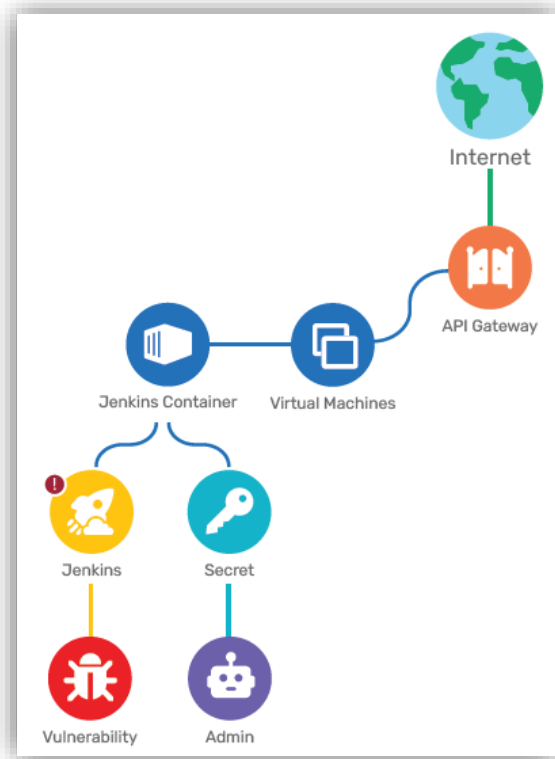 Internet
API Gateway
Jenkins Container
Virtual Machines
!
Jenkins
Secret
Vulnerability
Admin